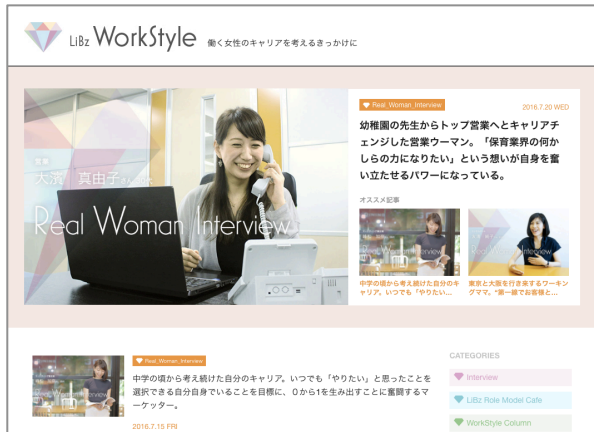 LiBz WorkStyle 働く女性のキャリアを考えるきっかけに
Real_Woman_Interview
2016.7.20 WED
幼稚園の先生からトップ営業へとキャリアチ
ェンジした営業ウーマン。「保育業界の何か
しらの力になりたい」という想いが自身を奮
い立たせるパワーになっている。
営業
大濱 真由子
Real Woman Interview
オススメ記事
中学の頃から考え続けた自分のキ
ャリア。いつでも「やりたい...
東京と大阪を行き来するワーキン
グママ。"第一線でお客様と...
Real_Woman_Interview
中学の頃から考え続けた自分のキャリア。いつでも「やりたい」と思ったことを
選択できる自分自身でいることを目標に、0から1を生み出すことに奮闘するマ
ーケッター。
2016.7.15 FRI
CATEGORIES
Interview
LiBz Role Model Cafe
WorkStyle Column